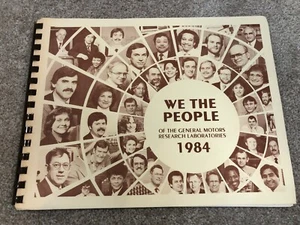 WE THE
PEOPLE
OF THE GENERAL MOTORS
RESEARCH LABORATORIES
1984